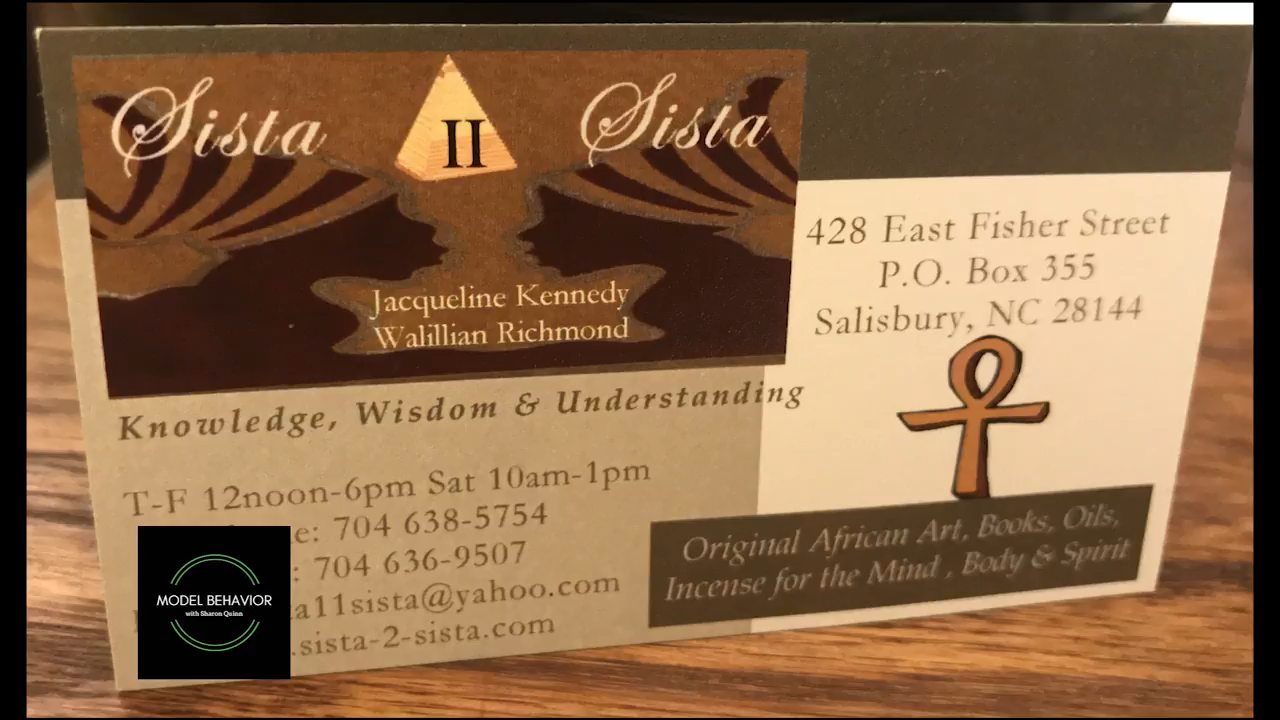 Sista II Sista
Jacqueline Kennedy
Walillian Richmond
428 East Fisher Street
P.O. Box 355
Salisbury, NC 28144
Knowledge, Wisdom & Understanding
T-F 12noon-6pm Sat 10am-1pm
e: 704 638-5754
: 704 636-9507
ta11sista@yahoo.com
.sista-2-sista.com
Original African Art, Books, Oils,
Incense for the Mind , Body & Spirit
MODEL BEHAVIOR
with Sharon Quinn